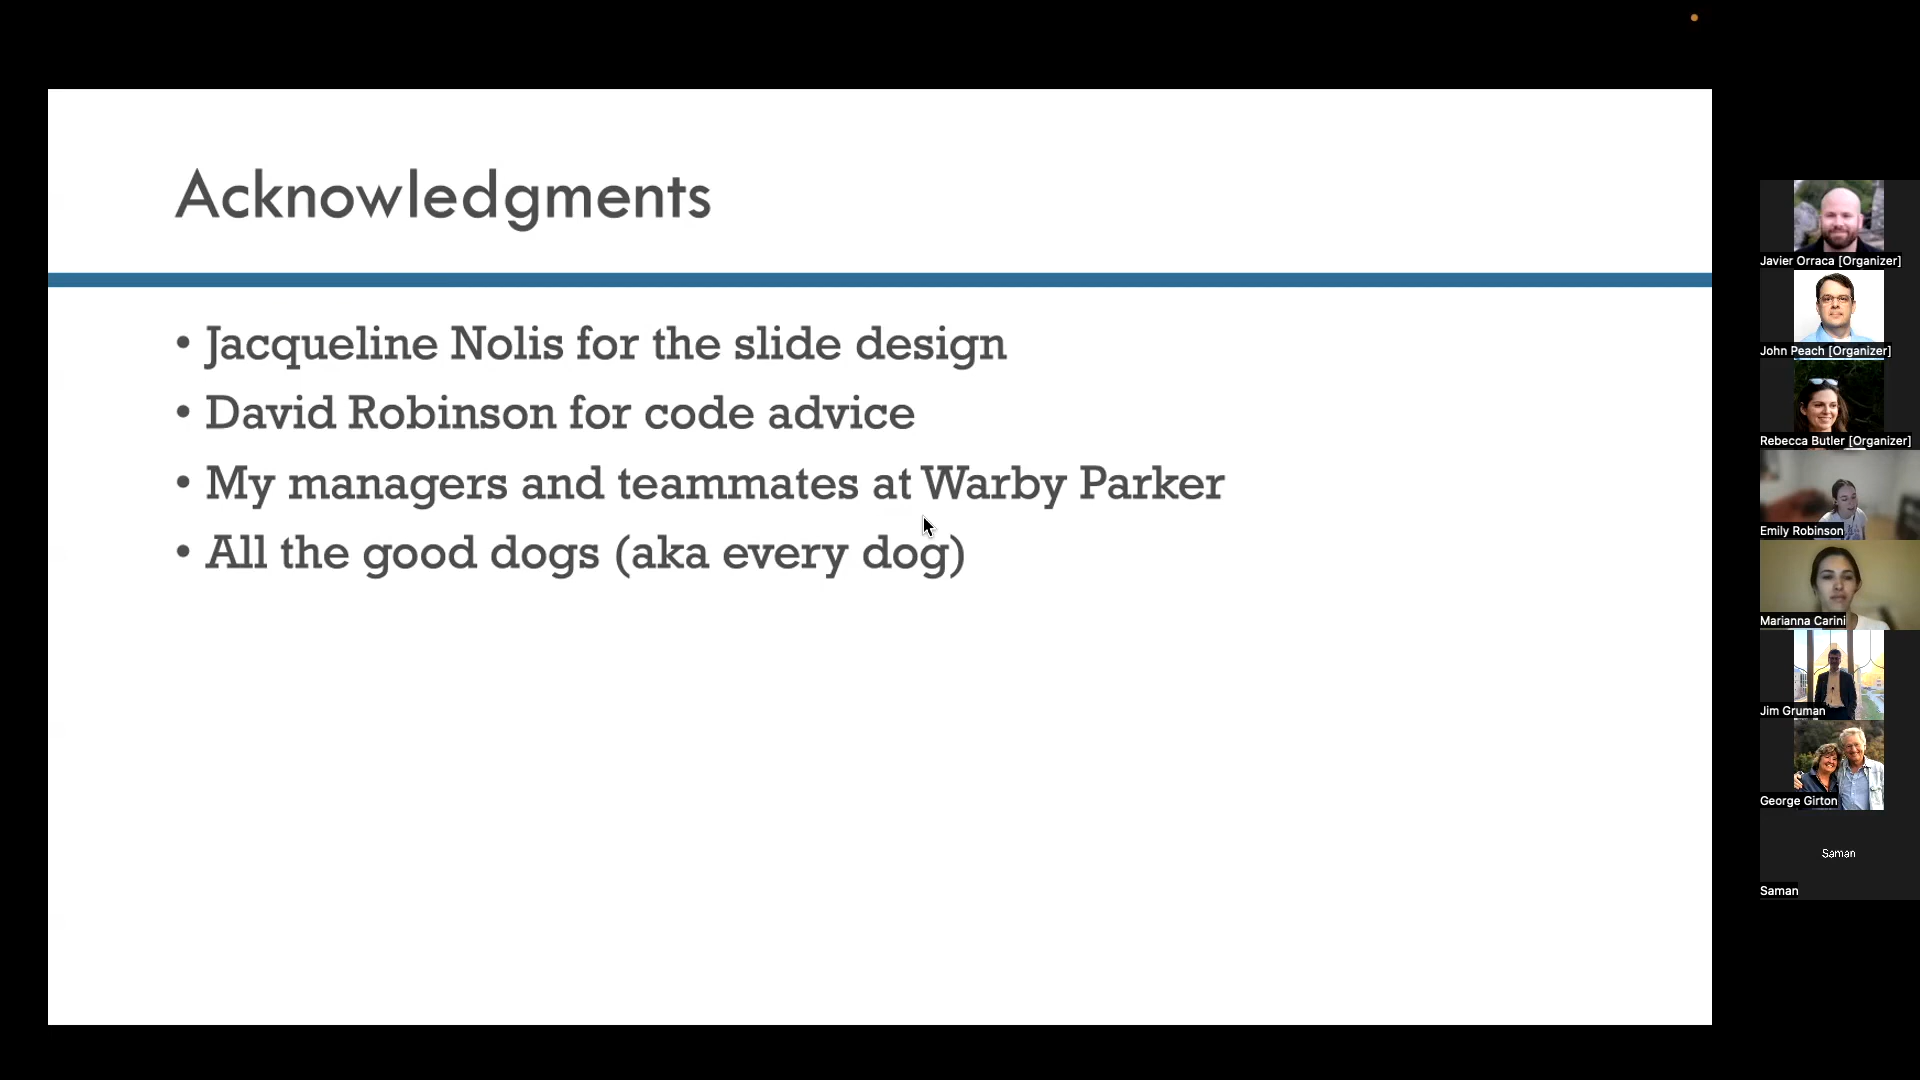 Acknowledgments
• Jacqueline Nolis for the slide design
• David Robinson for code advice
• My managers and teammates at Warby Parker
• All the good dogs (aka every dog)
Javier Orraca [Organizer]
John Peach [Organizer]
Rebecca Butler [Organizer]
Emily Robinson
Marianna Carini
Jim Gruman
George Girton
Saman
Saman